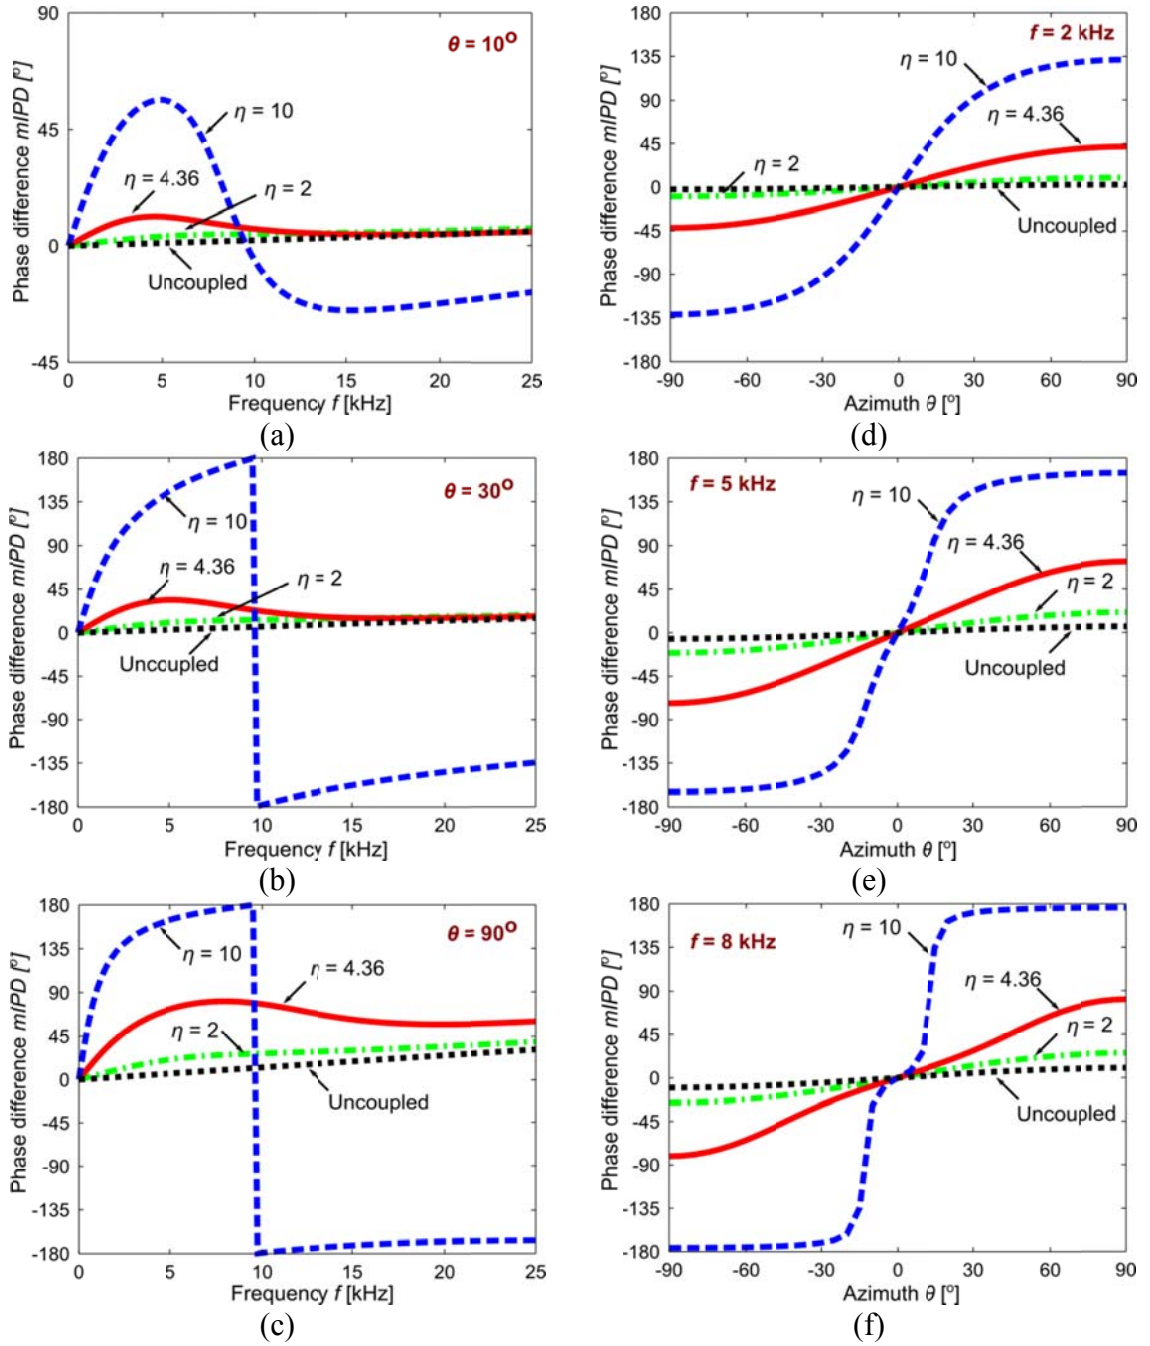 90
45
0
-45
Phase difference mIPD [º]
θ = 10º
η = 10
η = 4.36
η = 2
Uncoupled
0 5 10 15 20 25
Frequency f [kHz]
(a)
180
135
90
45
0
-45
-90
-135
-180
Phase difference mIPD [º]
f = 2 kHz
η = 10
η = 4.36
η = 2
Uncoupled
-90 -60 -30 0 30 60 90
Azimuth θ [º]
(d)
180
135
90
45
0
-45
-90
-135
-180
Phase difference mIPD [º]
θ = 30º
η = 10
η = 4.36
η = 2
Uncoupled
0 5 10 15 20 25
Frequency f [kHz]
(b)
180
135
90
45
0
-45
-90
-135
-180
Phase difference mIPD [º]
f = 5 kHz
η = 10
η = 4.36
η = 2
Uncoupled
-90 -60 -30 0 30 60 90
Azimuth θ [º]
(e)
180
135
90
45
0
-45
-90
-135
-180
Phase difference mIPD [º]
θ = 90º
η = 10
η = 4.36
η = 2
Uncoupled
0 5 10 15 20 25
Frequency f [kHz]
(c)
180
135
90
45
0
-45
-90
-135
-180
Phase difference mIPD [º]
f = 8 kHz
η = 10
η = 4.36
η = 2
Uncoupled
-90 -60 -30 0 30 60 90
Azimuth θ [º]
(f)